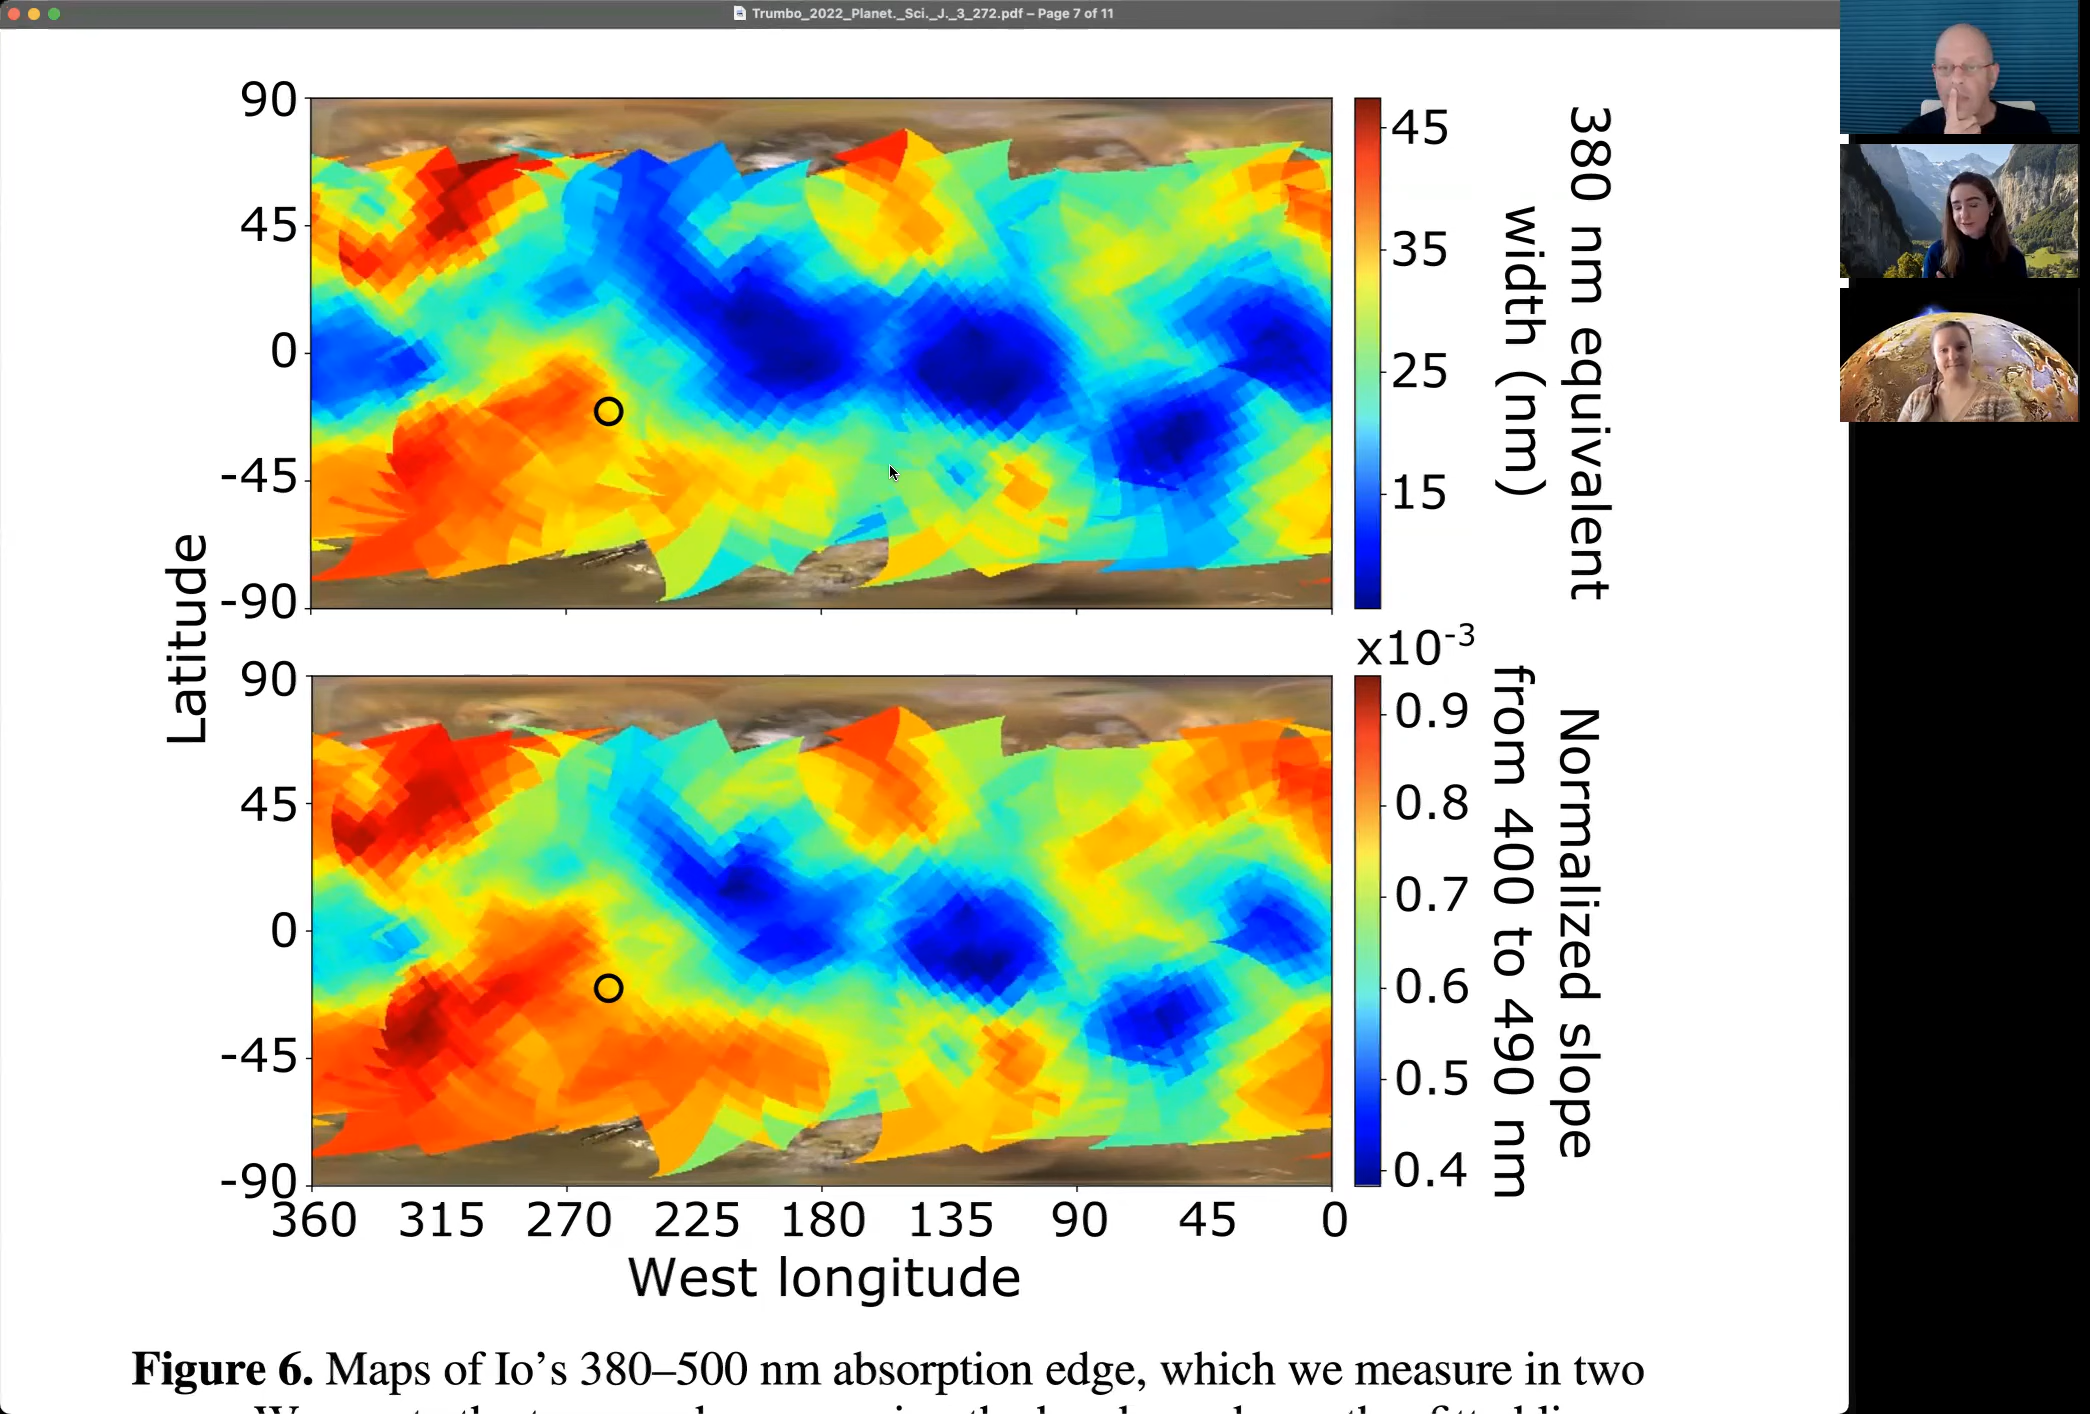 Trumbo_2022_Planet._Sci._J._3_272.pdf – Page 7 of 11
90
45
0
-45
-90
45
35
25
15
380 nm equivalent
width (nm)
Latitude
x10-3
90
45
0
-45
-90
0.9
0.8
0.7
0.6
0.5
0.4
Normalized slope
from 400 to 490 nm
360 315 270 225 180 135 90 45 0
West longitude
Figure 6. Maps of Io’s 380–500 nm absorption edge, which we measure in two